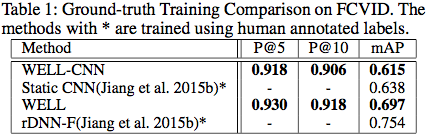 Table 1: Ground-truth Training Comparison on FCVID. The
methods with * are trained using human annotated labels.
Method P@5 P@10 mAP
WELL-CNN 0.918 0.906 0.615
Static CNN(Jiang et al. 2015b)* - - 0.638
WELL 0.930 0.918 0.697
rDNN-F(Jiang et al. 2015b)* - - 0.754